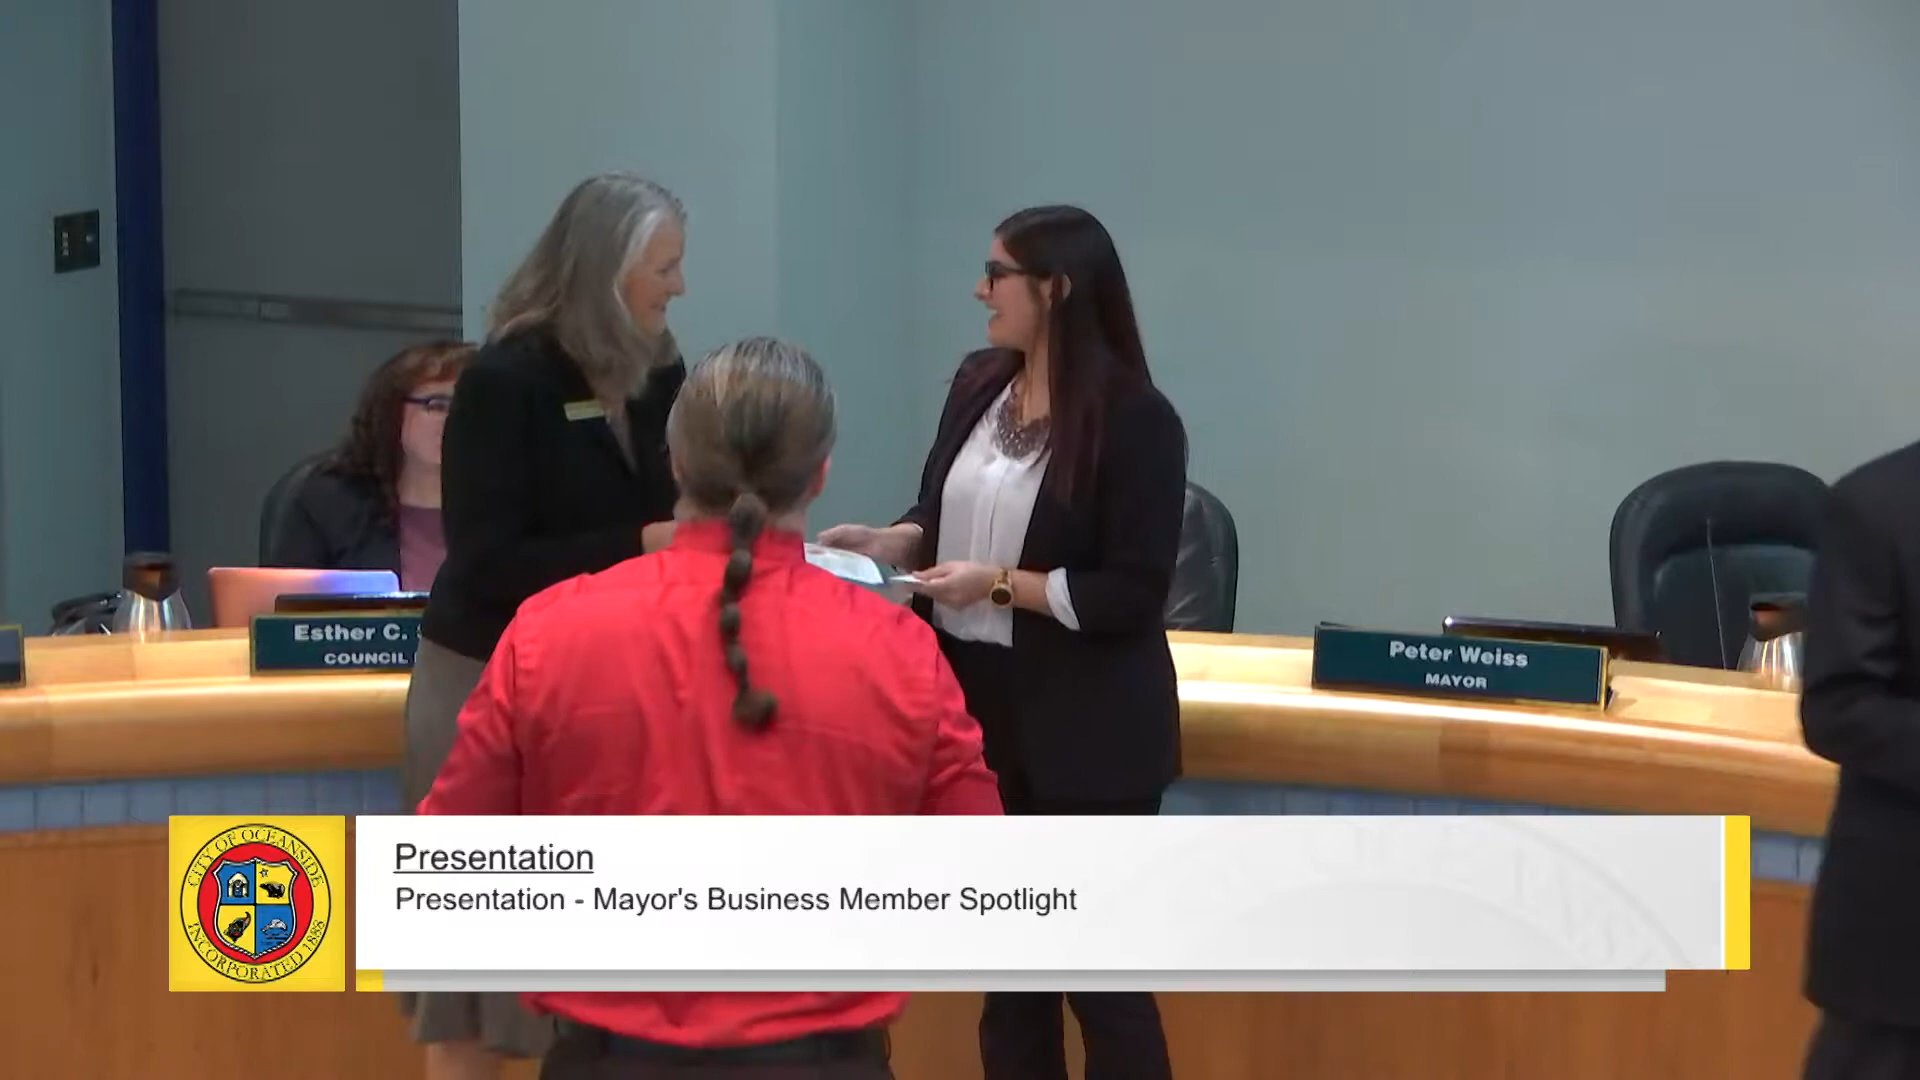 Esther C.
COUNCIL
Peter Weiss
MAYOR
CITY OF OCEANSIDE
INCORPORATED 1888
Presentation
Presentation - Mayor's Business Member Spotlight